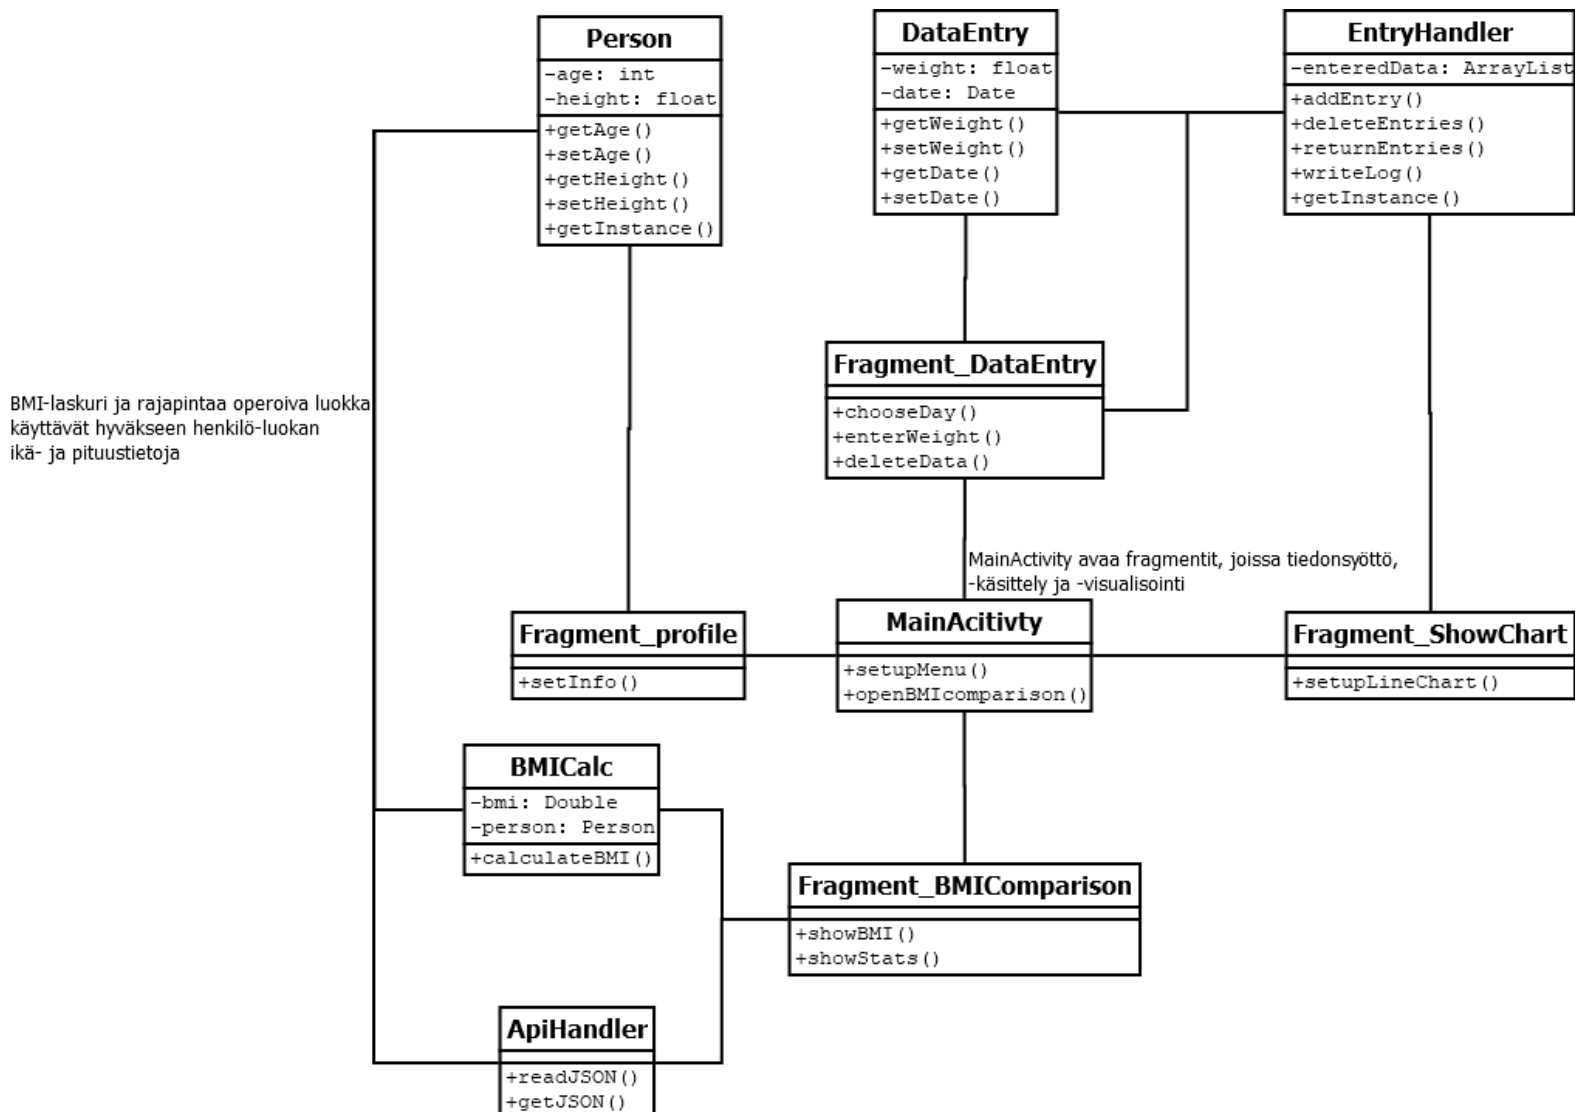 Person
-age: int
-height: float
+getAge()
+setAge()
+getHeight()
+setHeight()
+getInstance()
DataEntry
-weight: float
-date: Date
+getWeight()
+setWeight()
+getDate()
+setDate()
EntryHandler
-enteredData: ArrayList
+addEntry()
+deleteEntries()
+returnEntries()
+writeLog()
+getInstance()
Fragment_DataEntry
+chooseDay()
+enterWeight()
+deleteData()
BMI-laskuri ja rajapintaa operoiva luokka
käyttävät hyväkseen henkilö-luokan
ikä- ja pituustietoja
MainActivity avaa fragmentit, joissa tiedonsyöttö,
-käsittely ja -visualisointi
Fragment_profile
+setInfo()
MainAcitivty
+setupMenu()
+openBMIcomparison()
Fragment_ShowChart
+setupLineChart()
BMICalc
-bmi: Double
-person: Person
+calculateBMI()
Fragment_BMIComparison
+showBMI()
+showStats()
ApiHandler
+readJSON()
+getJSON()